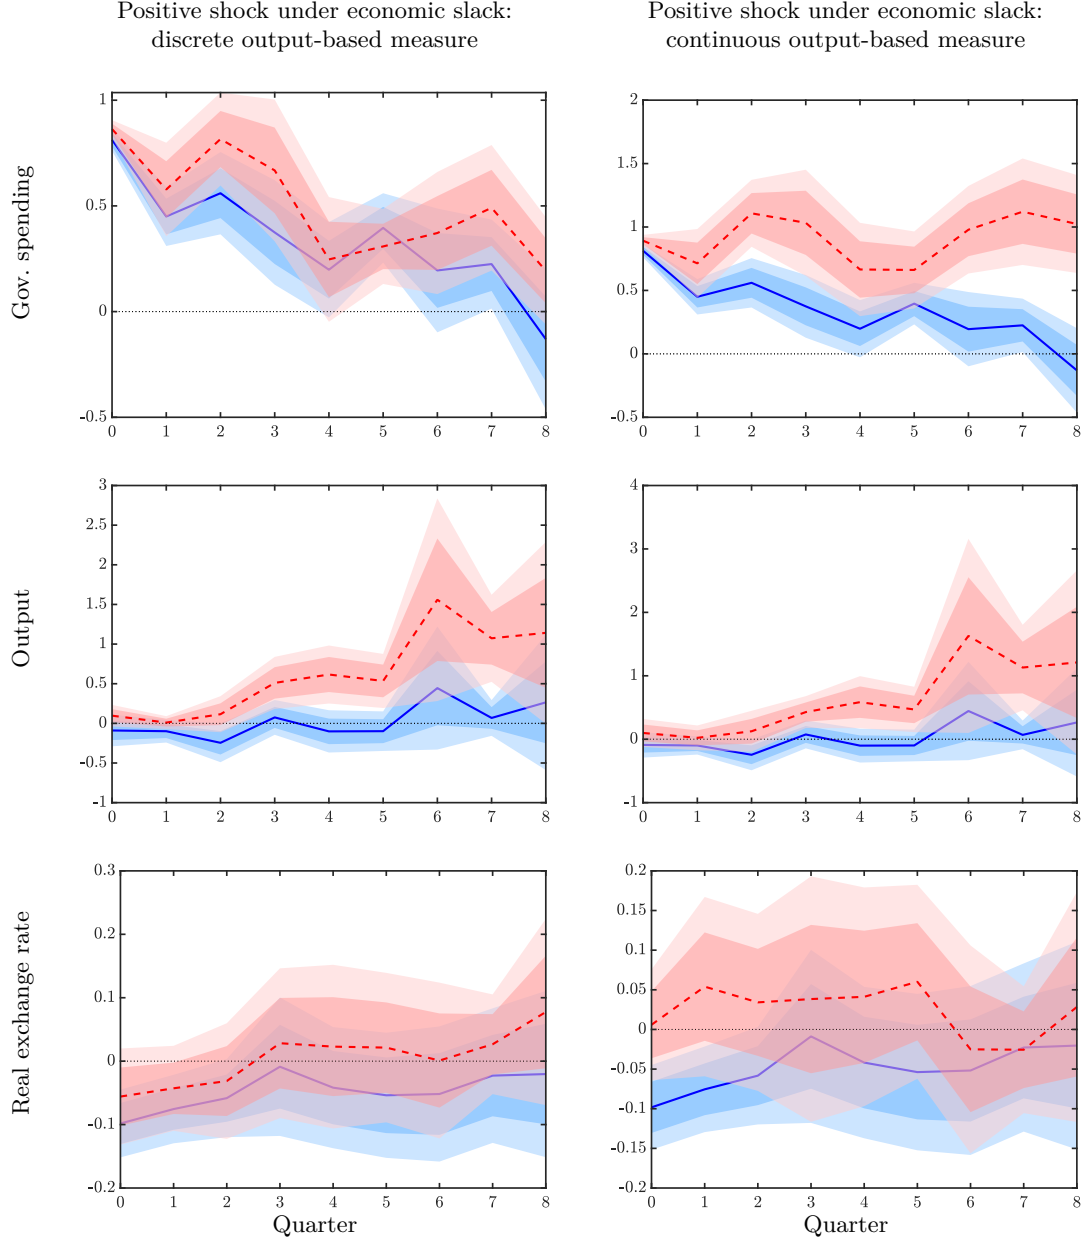 Positive shock under economic slack:
discrete output-based measure
Positive shock under economic slack:
continuous output-based measure
Gov. spending
1
0.5
0
-0.5
0 1 2 3 4 5 6 7 8
2
1.5
1
0.5
0
-0.5
0 1 2 3 4 5 6 7 8
Output
3
2.5
2
1.5
1
0.5
0
-0.5
-1
0 1 2 3 4 5 6 7 8
4
3
2
1
0
-1
0 1 2 3 4 5 6 7 8
Real exchange rate
0.3
0.2
0.1
0
-0.1
-0.2
0 1 2 3 4 5 6 7 8
Quarter
0.2
0.15
0.1
0.05
0
-0.05
-0.1
-0.15
-0.2
0 1 2 3 4 5 6 7 8
Quarter